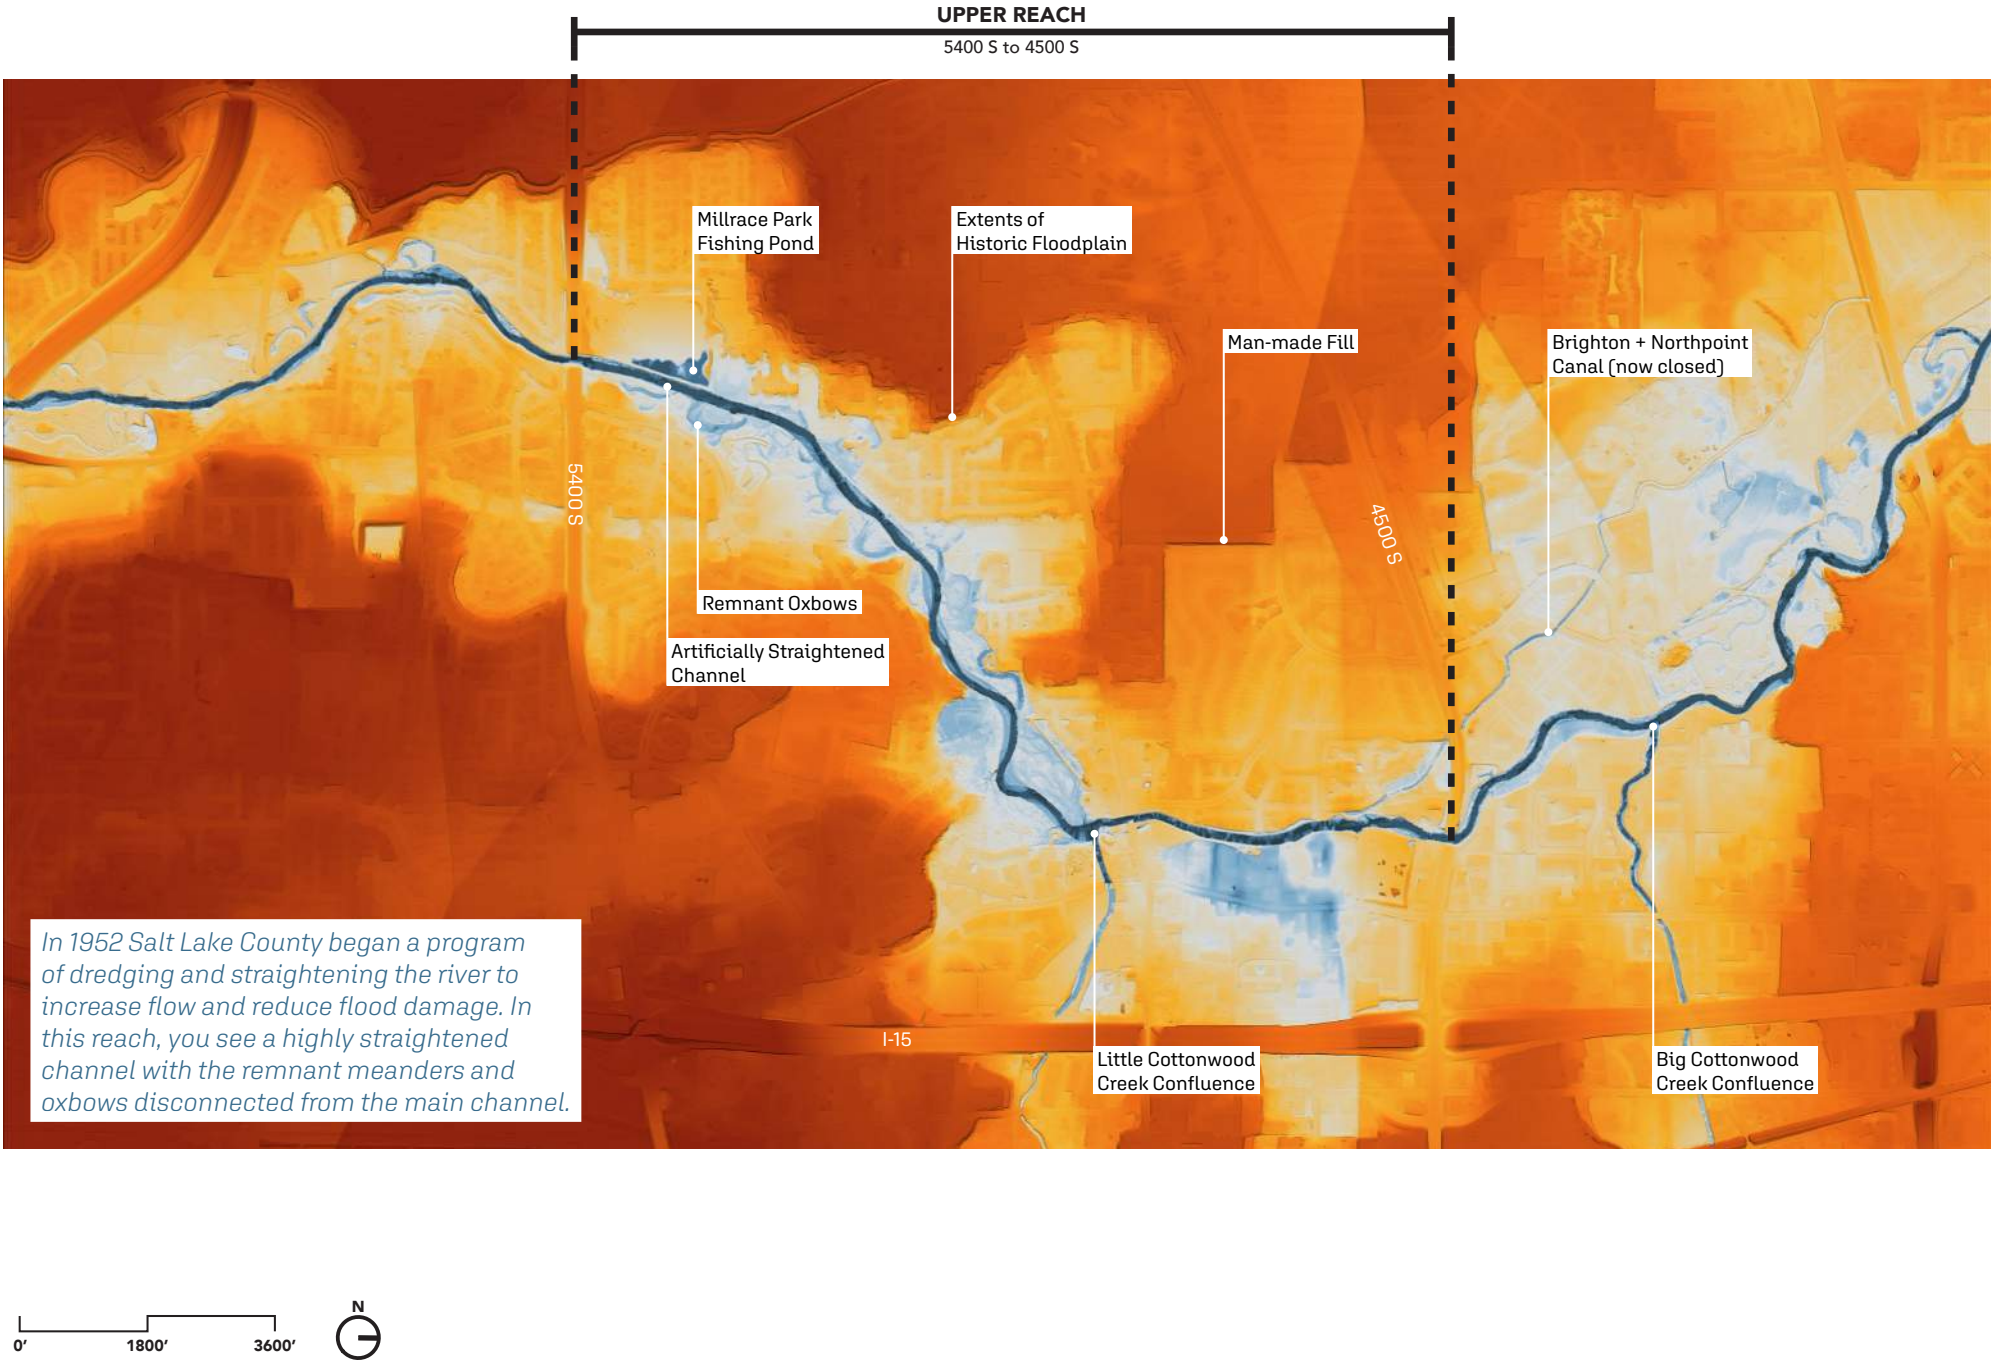 UPPER REACH
5400 S to 4500 S
Millrace Park
Fishing Pond
Extents of
Historic Floodplain
Man-made Fill
Brighton + Northpoint
Canal (now closed)
5400 S
4500 S
Remnant Oxbows
Artificially Straightened
Channel
In 1952 Salt Lake County began a program
of dredging and straightening the river to
increase flow and reduce flood damage. In
this reach, you see a highly straightened
channel with the remnant meanders and
oxbows disconnected from the main channel.
I-15
Little Cottonwood
Creek Confluence
Big Cottonwood
Creek Confluence
0'
1800'
3600'
N